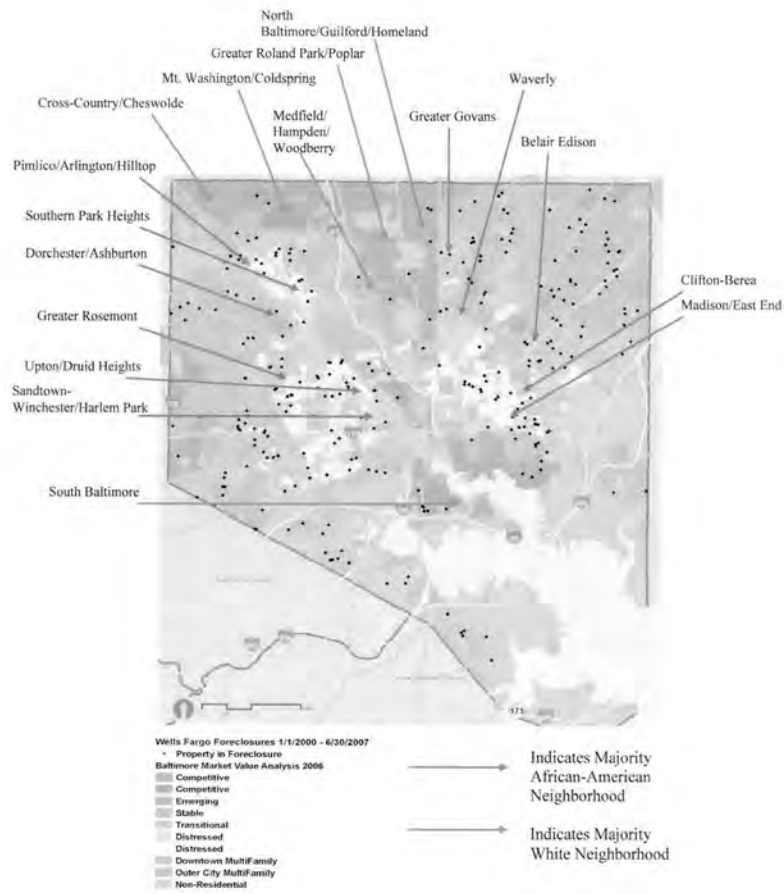 North
Baltimore/Guilford/Homeland
Greater Roland Park/Poplar
Mt. Washington/Coldspring
Waverly
Cross-Country/Cheswolde
Medfield/
Hampden/
Woodberry
Greater Govans
Belair Edison
Pimlico/Arlington/Hilltop
Southern Park Heights
Dorchester/Ashburton
Clifton-Berea
Madison/East End
Greater Rosemont
Upton/Druid Heights
Sandtown-
Winchester/Harlem Park
South Baltimore
Wells Fargo Foreclosures 1/1/2000 - 6/30/2007
Property in Foreclosure
Baltimore Market Value Analysis 2006
Competitive
Competitive
Emerging
Stable
Transitional
Distressed
Distressed
Downtown MultiFamily
Outer City MultiFamily
Non-Residential
Indicates Majority
African-American
Neighborhood
Indicates Majority
White Neighborhood